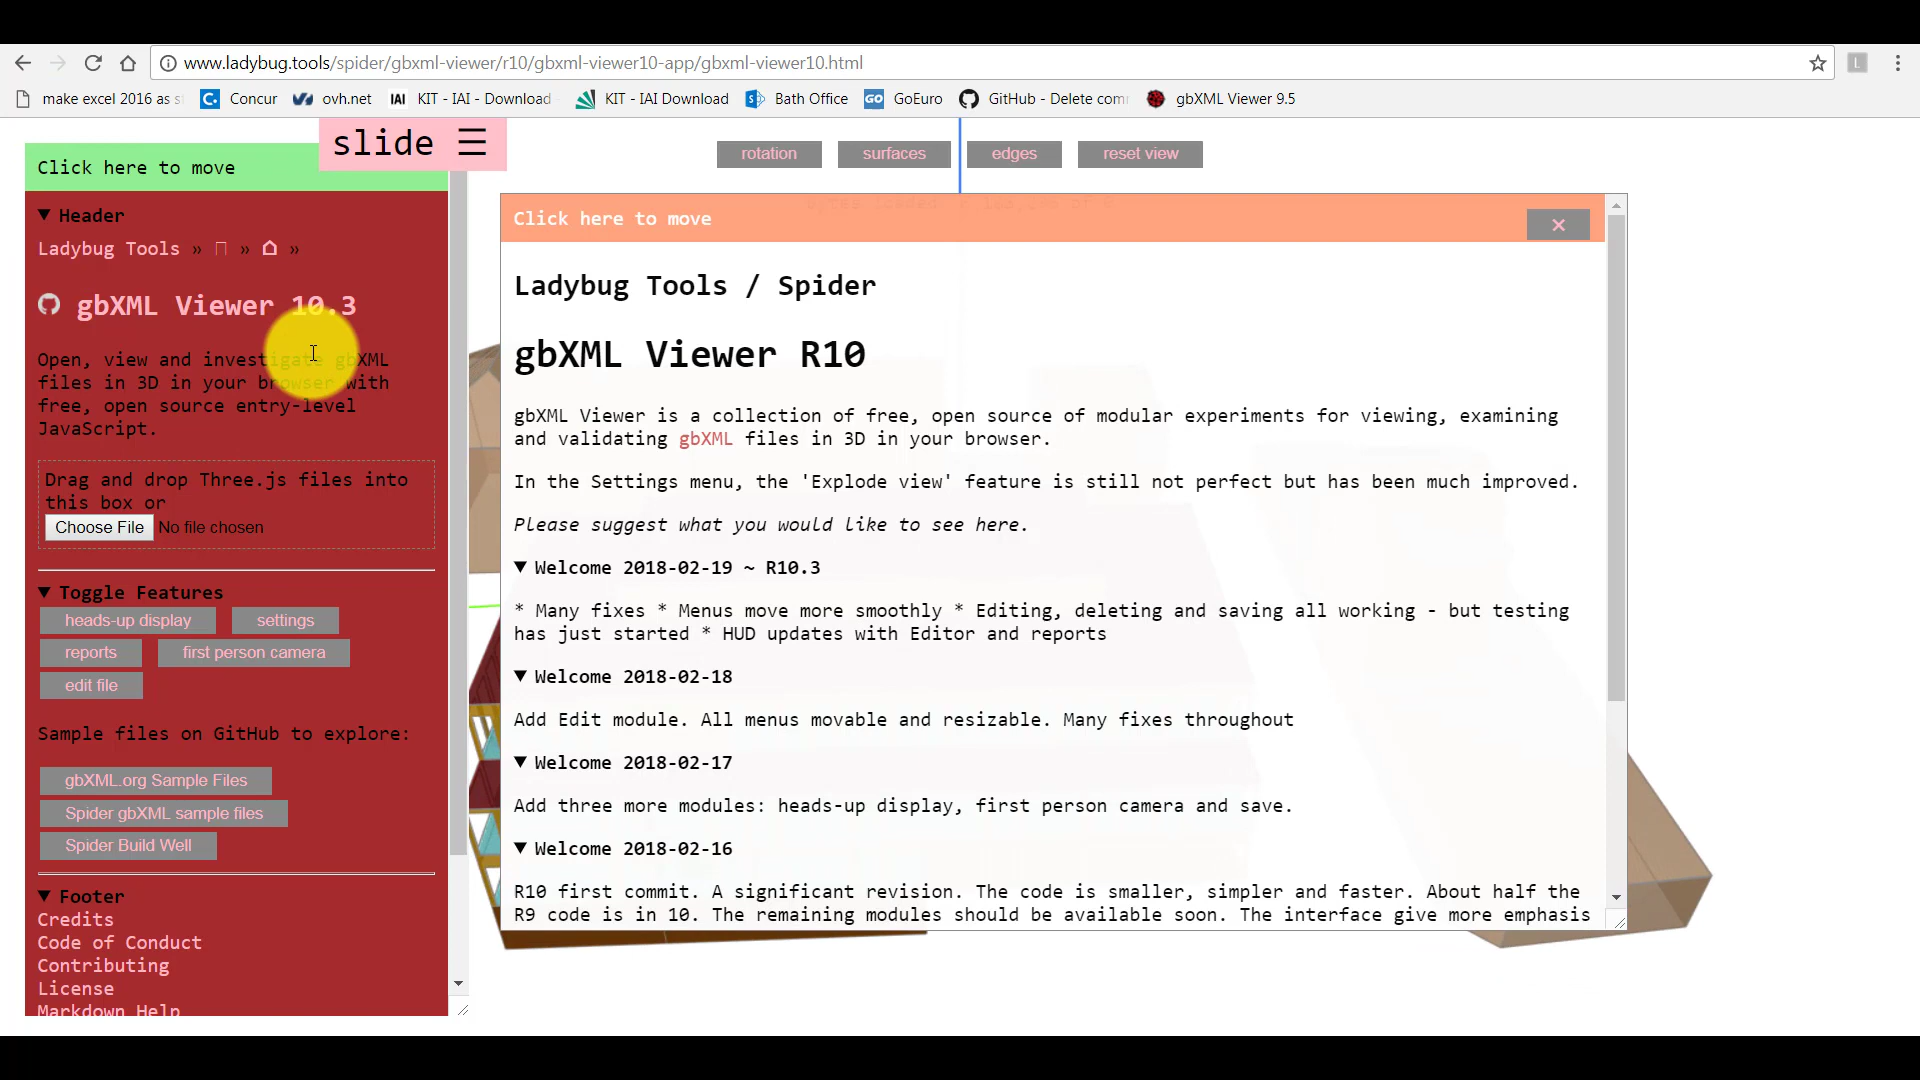 www.ladybug.tools/spider/gbxml-viewer/r10/gbxml-viewer10-app/gbxml-viewer10.html
L
make excel 2016 as
Concur
ovh.net
IAI
KIT - IAI - Download
KIT - IAI Download
Bath Office
GO
GoEuro
GitHub - Delete com
gbXML Viewer 9.5
slide ☰
rotation
surfaces
edges
reset view
Click here to move
▼ Header
Ladybug Tools » » »
gbXML Viewer 10.3
Open, view and investigate gbXML
files in 3D in your browser with
free, open source entry-level
JavaScript.
Drag and drop Three.js files into
this box or
Choose File No file chosen
▼ Toggle Features
heads-up display
settings
reports
first person camera
edit file
Sample files on GitHub to explore:
gbXML.org Sample Files
Spider gbXML sample files
Spider Build Well
▼ Footer
Credits
Code of Conduct
Contributing
License
Markdown Help
Click here to move
×
Ladybug Tools / Spider
gbXML Viewer R10
gbXML Viewer is a collection of free, open source of modular experiments for viewing, examining
and validating gbXML files in 3D in your browser.
In the Settings menu, the 'Explode view' feature is still not perfect but has been much improved.
Please suggest what you would like to see here.
▼ Welcome 2018-02-19 ~ R10.3
* Many fixes * Menus move more smoothly * Editing, deleting and saving all working - but testing
has just started * HUD updates with Editor and reports
▼ Welcome 2018-02-18
Add Edit module. All menus movable and resizable. Many fixes throughout
▼ Welcome 2018-02-17
Add three more modules: heads-up display, first person camera and save.
▼ Welcome 2018-02-16
R10 first commit. A significant revision. The code is smaller, simpler and faster. About half the
R9 code is in 10. The remaining modules should be available soon. The interface give more emphasis